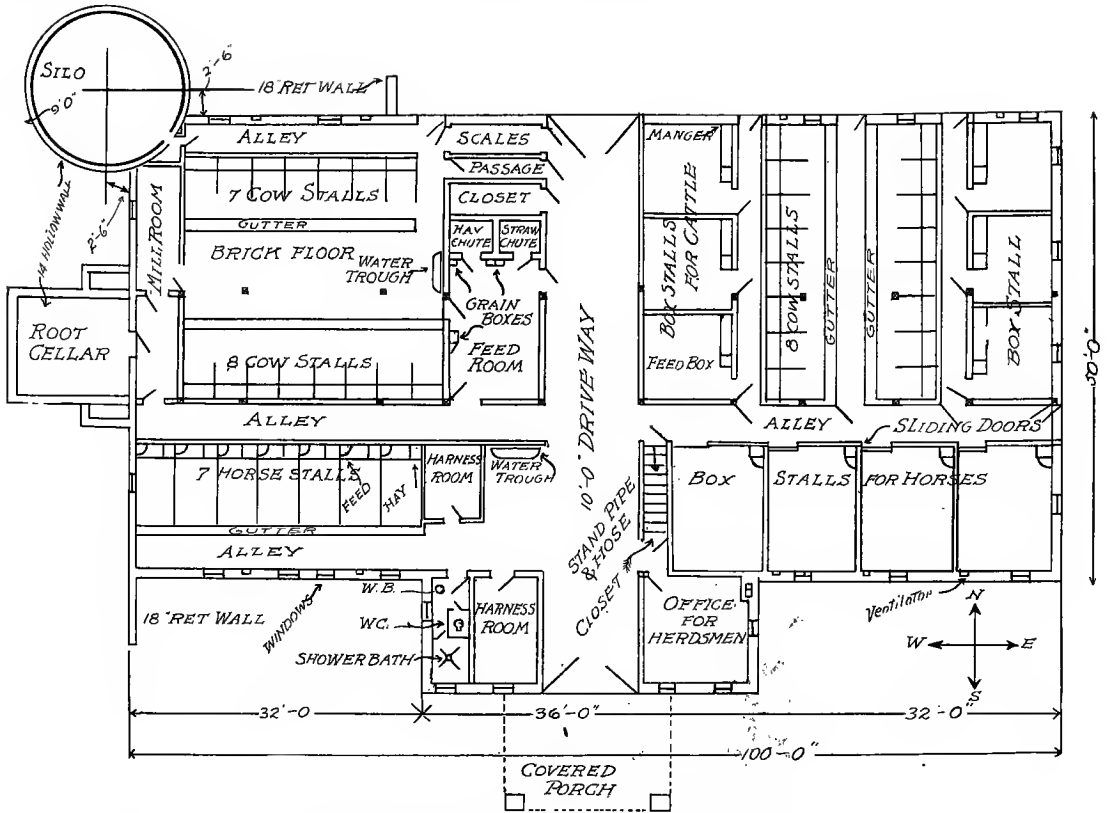 SILO
9'0"
2'-6"
18" RET WALL
ALLEY
SCALES
MANGER
PASSAGE
7 COW STALLS
CLOSET
GUTTER
HAY
CHUTE
STRAW
CHUTE
14 HOLLOW WALL
2'-6"
MILL ROOM
BRICK FLOOR
WATER
TROUGH
GRAIN
BOXES
BOX STALLS
FOR CATTLE
8 COW STALLS
GUTTER
GUTTER
BOX STALL
50'-0"
ROOT
CELLAR
8 COW STALLS
FEED
ROOM
FEED BOX
10'-0" DRIVE WAY
ALLEY
ALLEY
SLIDING DOORS
7 HORSE STALLS
FEED
HAY
HARNESS
ROOM
WATER
TROUGH
BOX STALLS FOR HORSES
GUTTER
ALLEY
STAND PIPE
& HOSE
CLOSET
W.B.
18" RET WALL
WINDOWS
W.C.
HARNESS
ROOM
OFFICE
FOR
HERDSMEN
Ventilator
N
W
E
S
SHOWER BATH
32'-0
36'-0"
32'-0
100'-0"
COVERED
PORCH